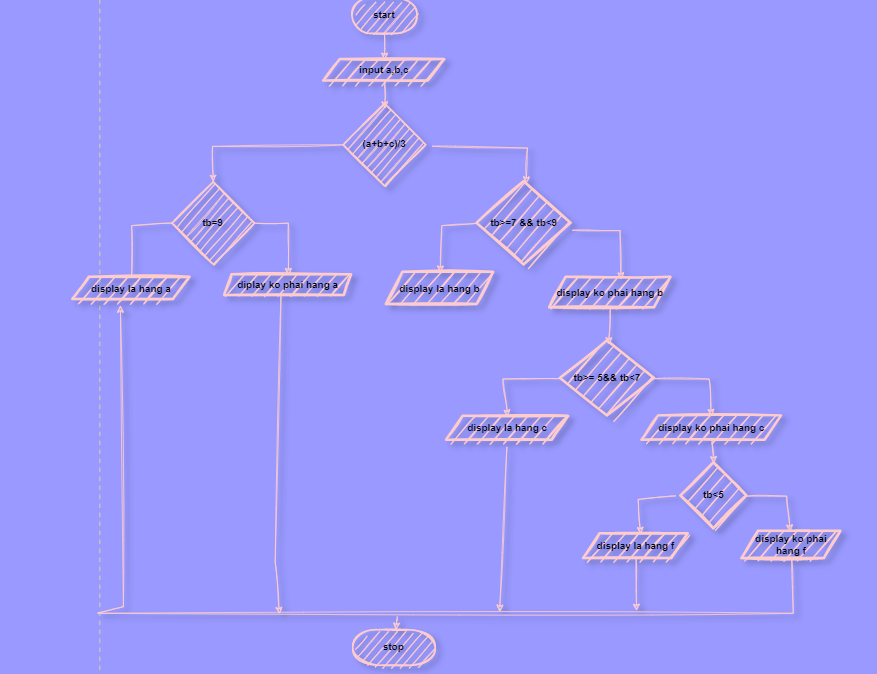 start
input a,b,c
(a+b+c)/3
tb=9
tb>=7 && tb<9
display la hang a
diplay ko phai hang a
display la hang b
display ko phai hang b
tb>= 5&& tb<7
display la hang c
display ko phai hang c
tb<5
display la hang f
display ko phai
hang f
stop